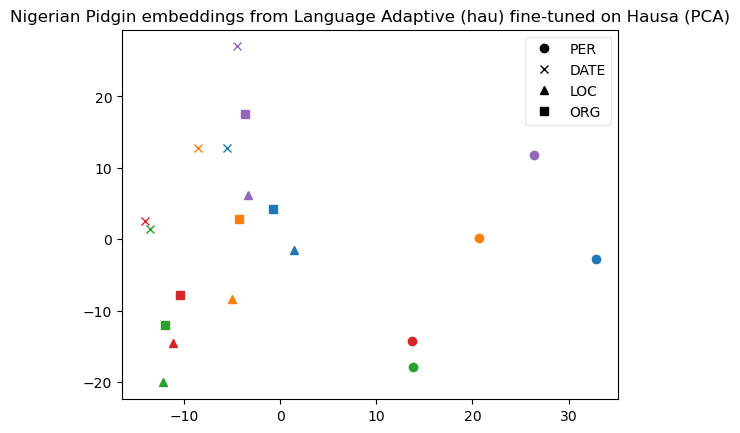 Nigerian Pidgin embeddings from Language Adaptive (hau) fine-tuned on Hausa (PCA)
PER
DATE
LOC
ORG
20
10
0
−10
−20
−10 0 10 20 30